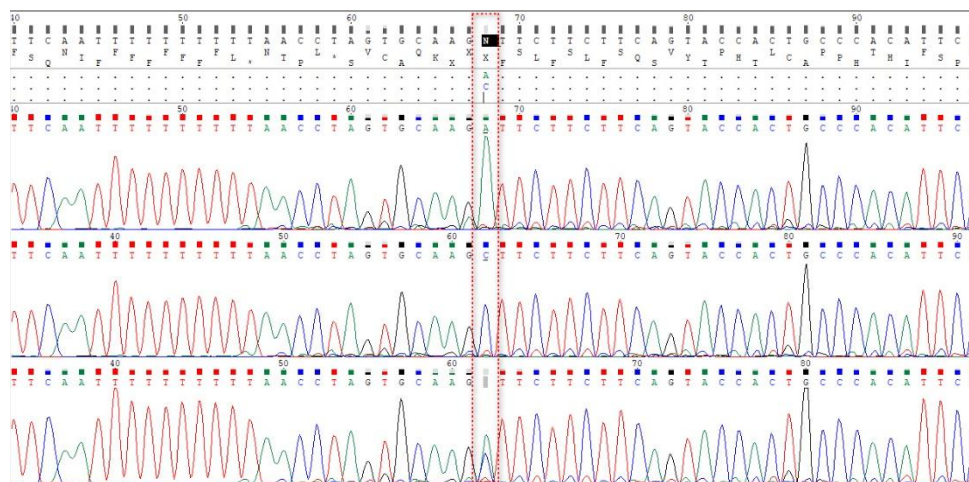 40 50 60 70 80 90
T T C A A T T T T T T T T T T A A C C T A G T G C A A G N T T C T T C T T C A G T A C C A C T G C C C A C A T T C
A
C
40 50 60 70 80 90
T T C A A T T T T T T T T T T A A C C T A G T G C A A G A T T C T T C T T C A G T A C C A C T G C C C A C A T T C
40 50 60 70 80 90
T T C A A T T T T T T T T T T A A C C T A G T G C A A G C T T C T T C T T C A G T A C C A C T G C C C A C A T T C
40 50 60 70 80
T T C A A T T T T T T T T T T A A C C T A G T G C A A G T T C T T C T T C A G T A C C A C T G C C C A C A T T C